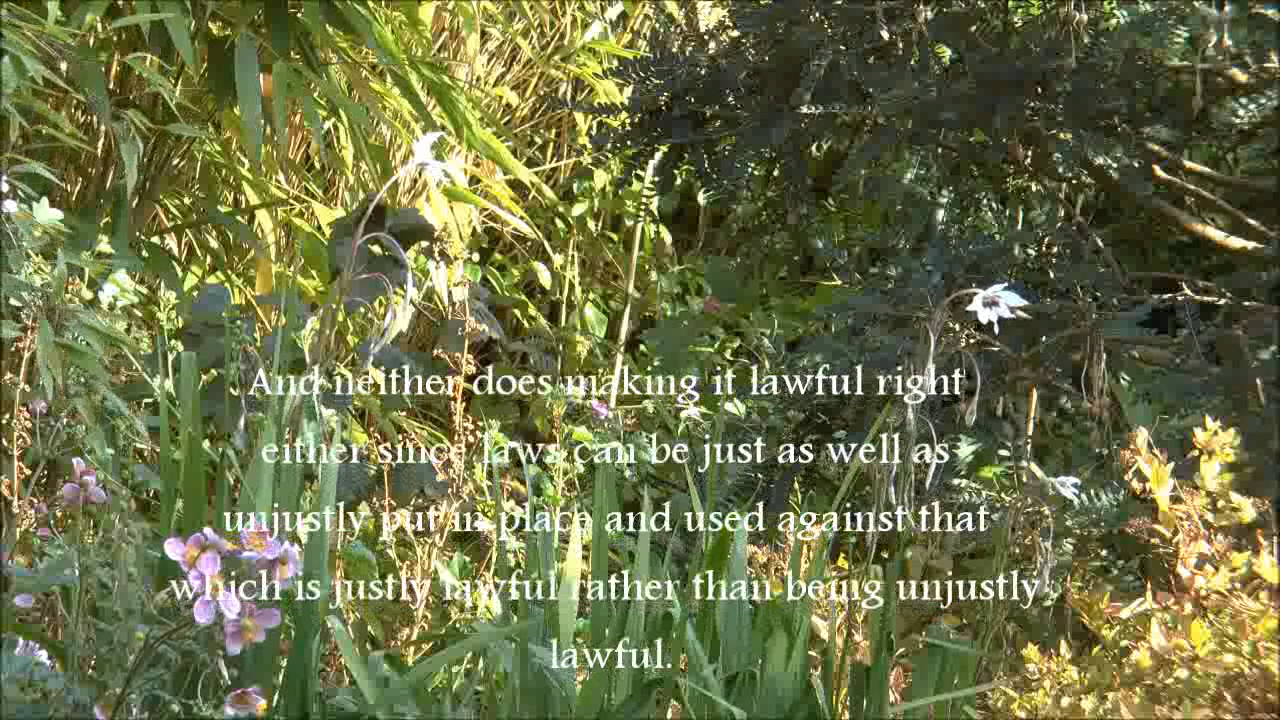 And neither does making it lawful right
either since laws can be just as well as
unjustly put in place and used against that
which is justly lawful rather than being unjustly
lawful.